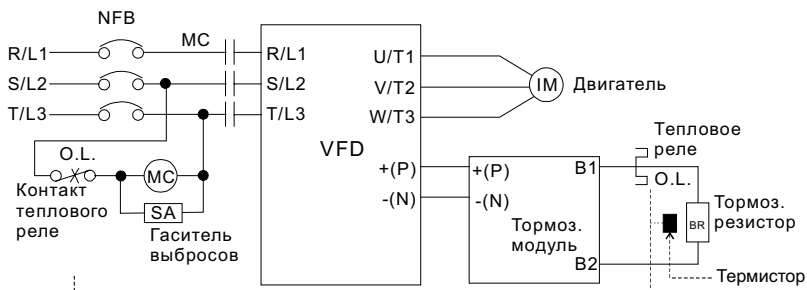 NFB
MC
R/L1
R/L1
U/T1
S/L2
S/L2
V/T2
IM
Двигатель
T/L3
T/L3
W/T3
VFD
Тепловое
реле
O.L.
O.L.
MC
SA
Контакт
теплового
реле
Гаситель
выбросов
+(P)
+(P)
B1
-(N)
-(N)
Тормоз.
модуль
B2
BR
Тормоз.
резистор
Термистор